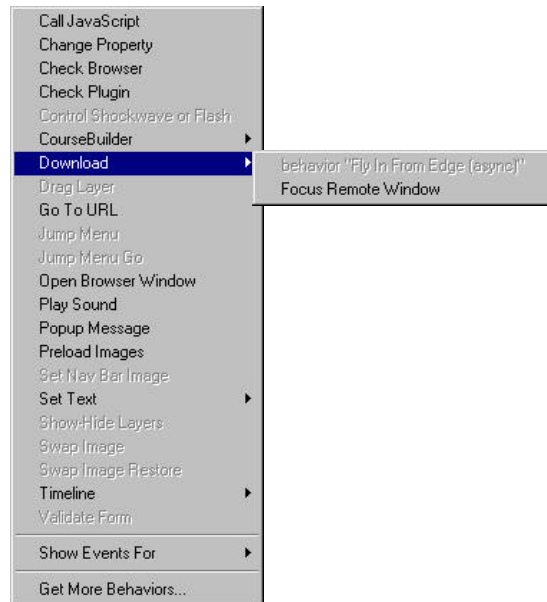 Call JavaScript
Change Property
Check Browser
Check Plugin
Control Shockwave or Flash
CourseBuilder
Download
behavior "Fly In From Edge (async)"
Drag Layer
Focus Remote Window
Go To URL
Jump Menu
Jump Menu Go
Open Browser Window
Play Sound
Popup Message
Preload Images
Set Nav Bar Image
Set Text
Show-Hide Layers
Swap Image
Swap Image Restore
Timeline
Validate Form
Show Events For
Get More Behaviors...